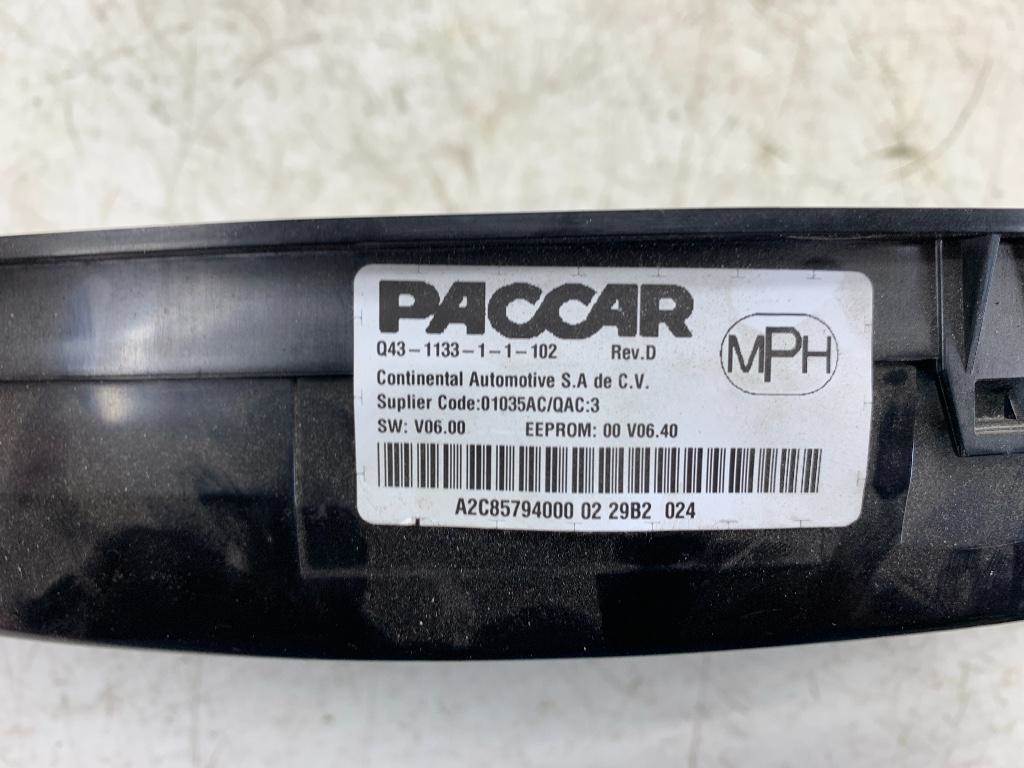 PACCAR
Q43-1133-1-1-102 Rev.D
MPH
Continental Automotive S.A de C.V.
Suplier Code:01035AC/QAC:3
SW: V06.00 EEPROM: 00 V06.40
A2C85794000 02 29B2 024